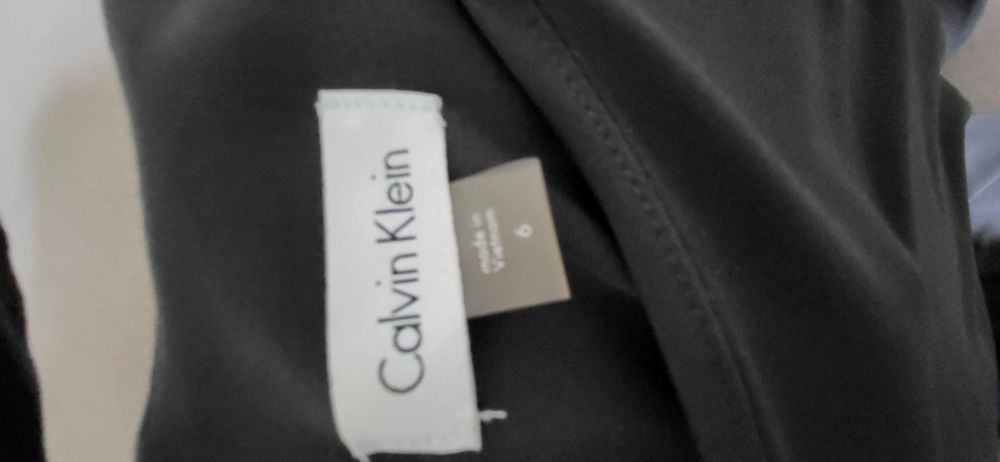 Calvin Klein
made in
Vietnam
6